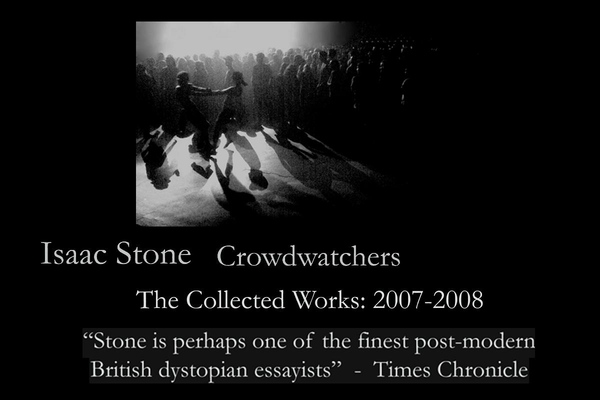 Isaac Stone Crowdwatchers
The Collected Works: 2007-2008
“Stone is perhaps one of the finest post-modern
British dystopian essayists” - Times Chronicle